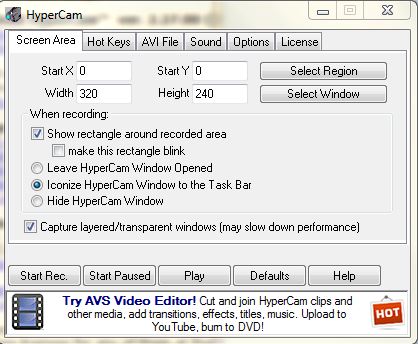 HyperCam
Screen Area Hot Keys AVI File Sound Options License
Start X 0 Start Y 0 Select Region
Width 320 Height 240 Select Window
When recording:
Show rectangle around recorded area
make this rectangle blink
Leave HyperCam Window Opened
Iconize HyperCam Window to the Task Bar
Hide HyperCam Window
Capture layered/transparent windows (may slow down performance)
Start Rec. Start Paused Play Defaults Help
Try AVS Video Editor! Cut and join HyperCam clips and
other media, add transitions, effects, titles, music. Upload to
YouTube, burn to DVD!
HOT